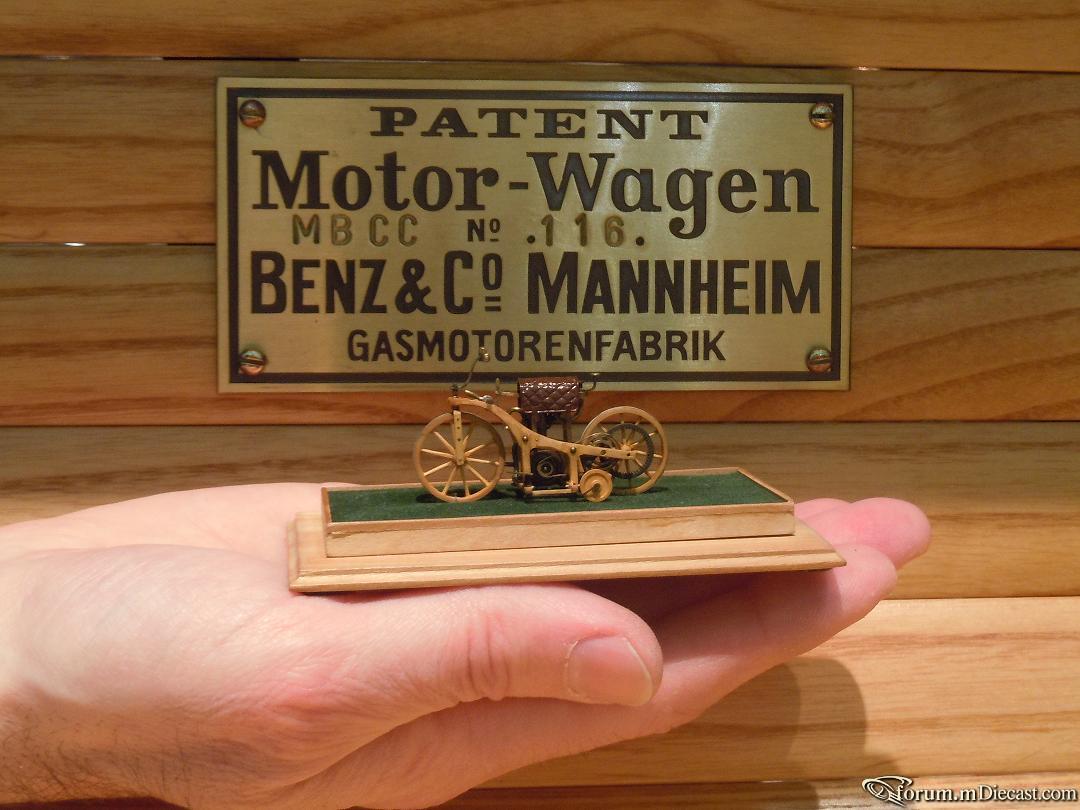 PATENT
Motor-Wagen
MBCC Nº .116.
BENZ & Cº MANNHEIM
GASMOTORENFABRIK
forum.mDiecast.com